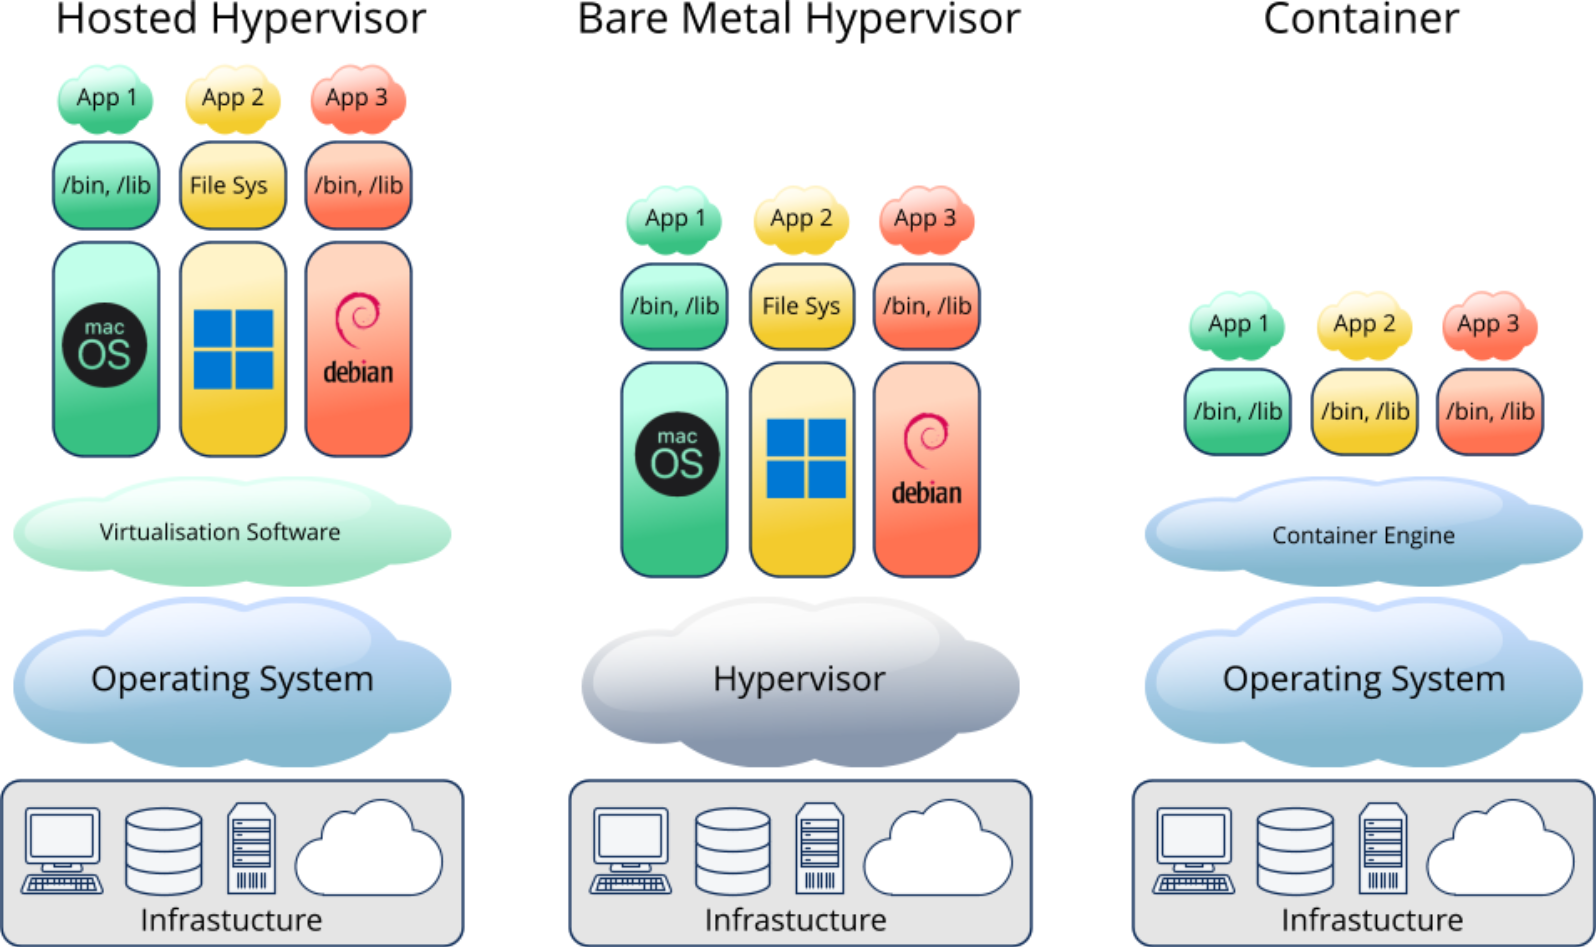 Hosted Hypervisor
App 1
App 2
App 3
/bin, /lib
File Sys
/bin, /lib
mac
OS
debian
Virtualisation Software
Operating System
Infrastucture
Bare Metal Hypervisor
App 1
App 2
App 3
/bin, /lib
File Sys
/bin, /lib
mac
OS
debian
Hypervisor
Infrastucture
Container
App 1
App 2
App 3
/bin, /lib
/bin, /lib
/bin, /lib
Container Engine
Operating System
Infrastucture